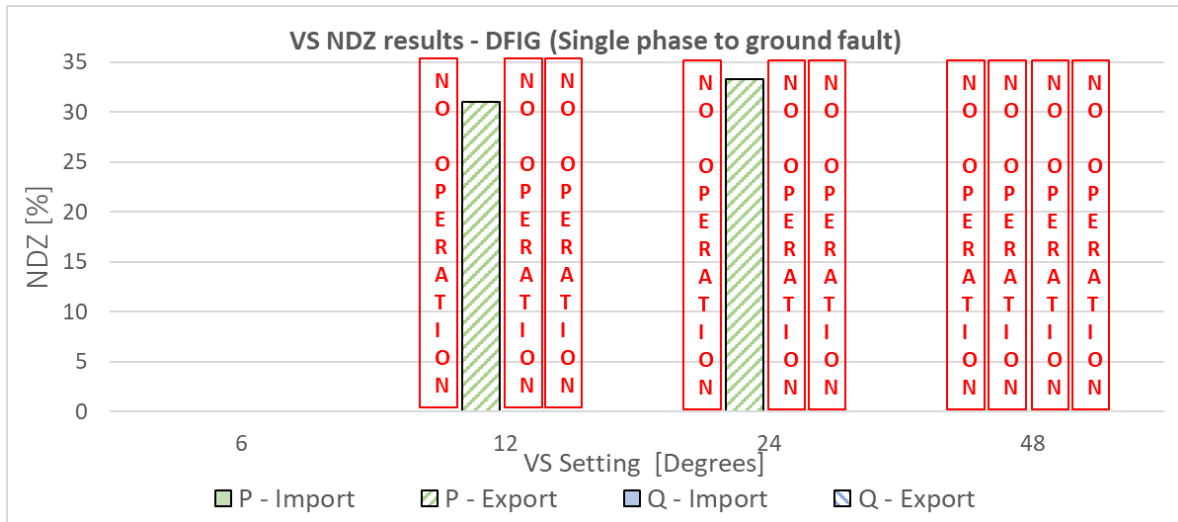 VS NDZ results - DFIG (Single phase to ground fault)
NDZ [%]
35
30
25
20
15
10
5
0
NO OPERATION
NO OPERATION
NO OPERATION
NO OPERATION
NO OPERATION
NO OPERATION
NO OPERATION
NO OPERATION
NO OPERATION
NO OPERATION
6 12 24 48
VS Setting [Degrees]
P - Import P - Export Q - Import Q - Export